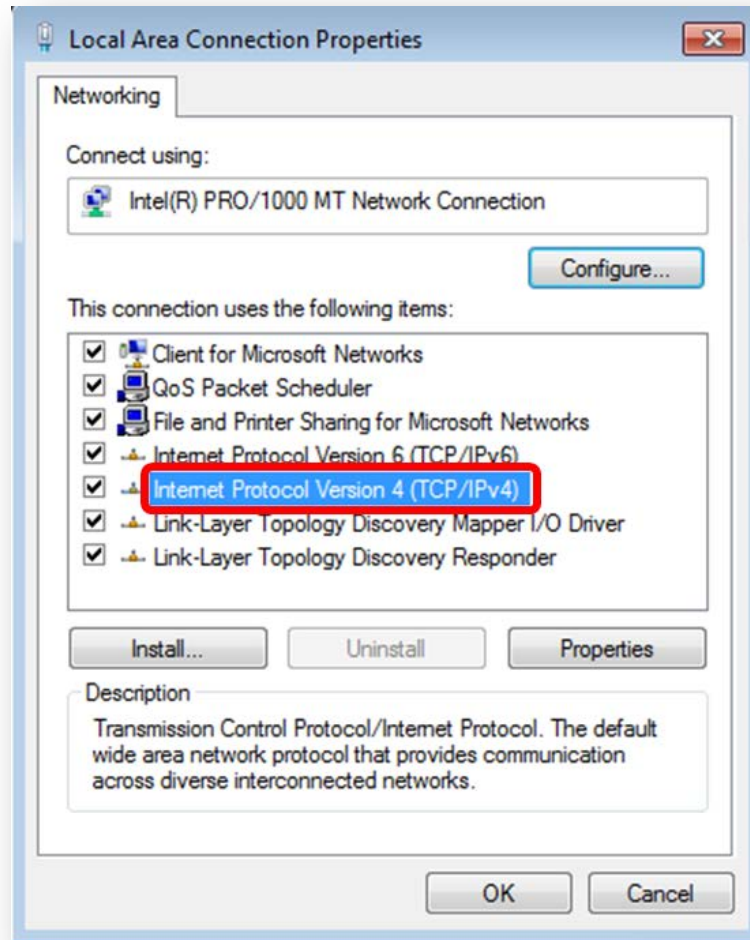 Local Area Connection Properties
Networking
Connect using:
Intel(R) PRO/1000 MT Network Connection
Configure...
This connection uses the following items:
Client for Microsoft Networks
QoS Packet Scheduler
File and Printer Sharing for Microsoft Networks
Internet Protocol Version 6 (TCP/IPv6)
Internet Protocol Version 4 (TCP/IPv4)
Link-Layer Topology Discovery Mapper I/O Driver
Link-Layer Topology Discovery Responder
Install...
Uninstall
Properties
Description
Transmission Control Protocol/Internet Protocol. The default
wide area network protocol that provides communication
across diverse interconnected networks.
OK
Cancel